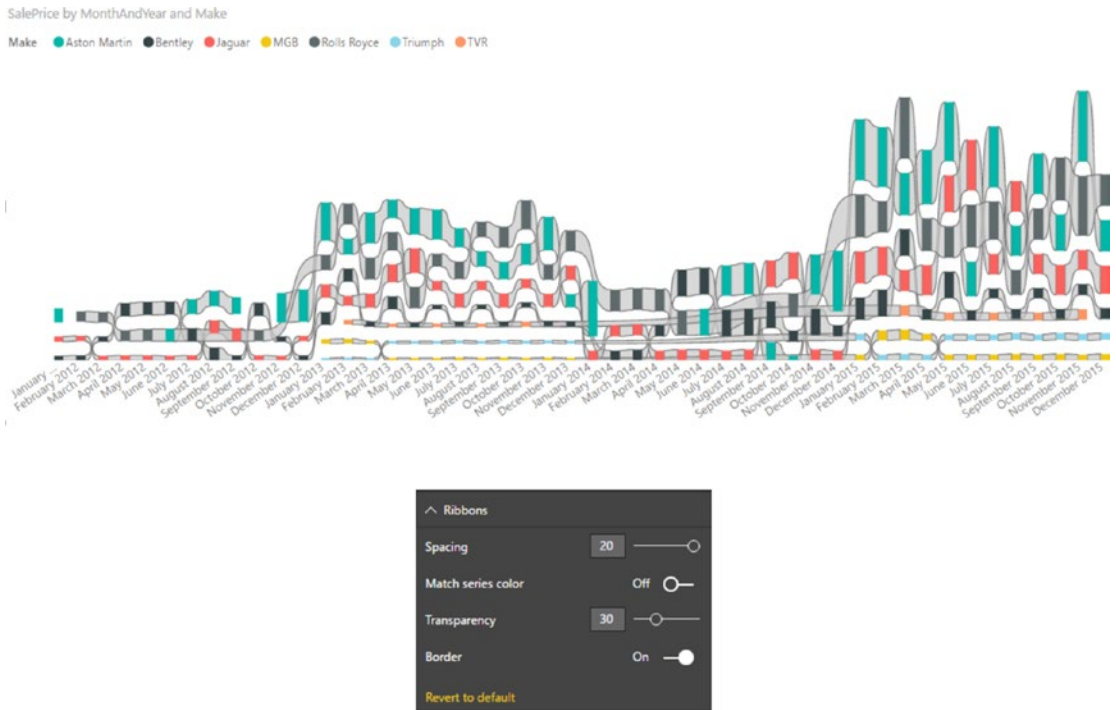 SalePrice by MonthAndYear and Make
Make Aston Martin Bentley Jaguar MGB Rolls Royce Triumph TVR
January ...
February 2012
March 2012
April 2012
May 2012
June 2012
July 2012
August 2012
September 2012
October 2012
November 2012
December 2012
January 2013
February 2013
March 2013
April 2013
May 2013
June 2013
July 2013
August 2013
September 2013
October 2013
November 2013
December 2013
January 2014
February 2014
March 2014
April 2014
May 2014
June 2014
July 2014
August 2014
September 2014
October 2014
November 2014
December 2014
January 2015
February 2015
March 2015
April 2015
May 2015
June 2015
July 2015
August 2015
September 2015
October 2015
November 2015
December 2015
Ribbons
Spacing 20
Match series color Off
Transparency 30
Border On
Revert to default